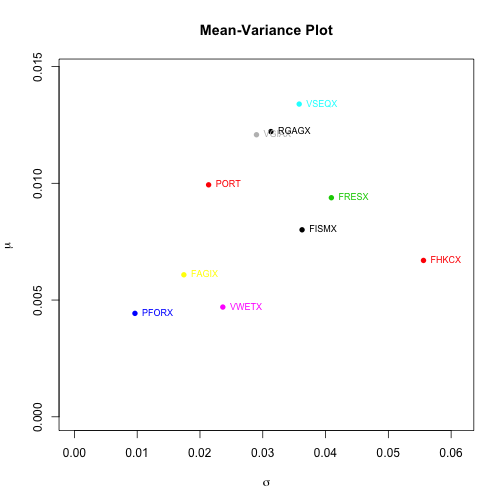 Mean-Variance Plot
0.015
VSEQX
RGAGX
0.010
PORT
FRESX
FISMX
FHKCX
FAGIX
0.005
VWETX
PFORX
0.000
μ
0.00 0.01 0.02 0.03 0.04 0.05 0.06
σ